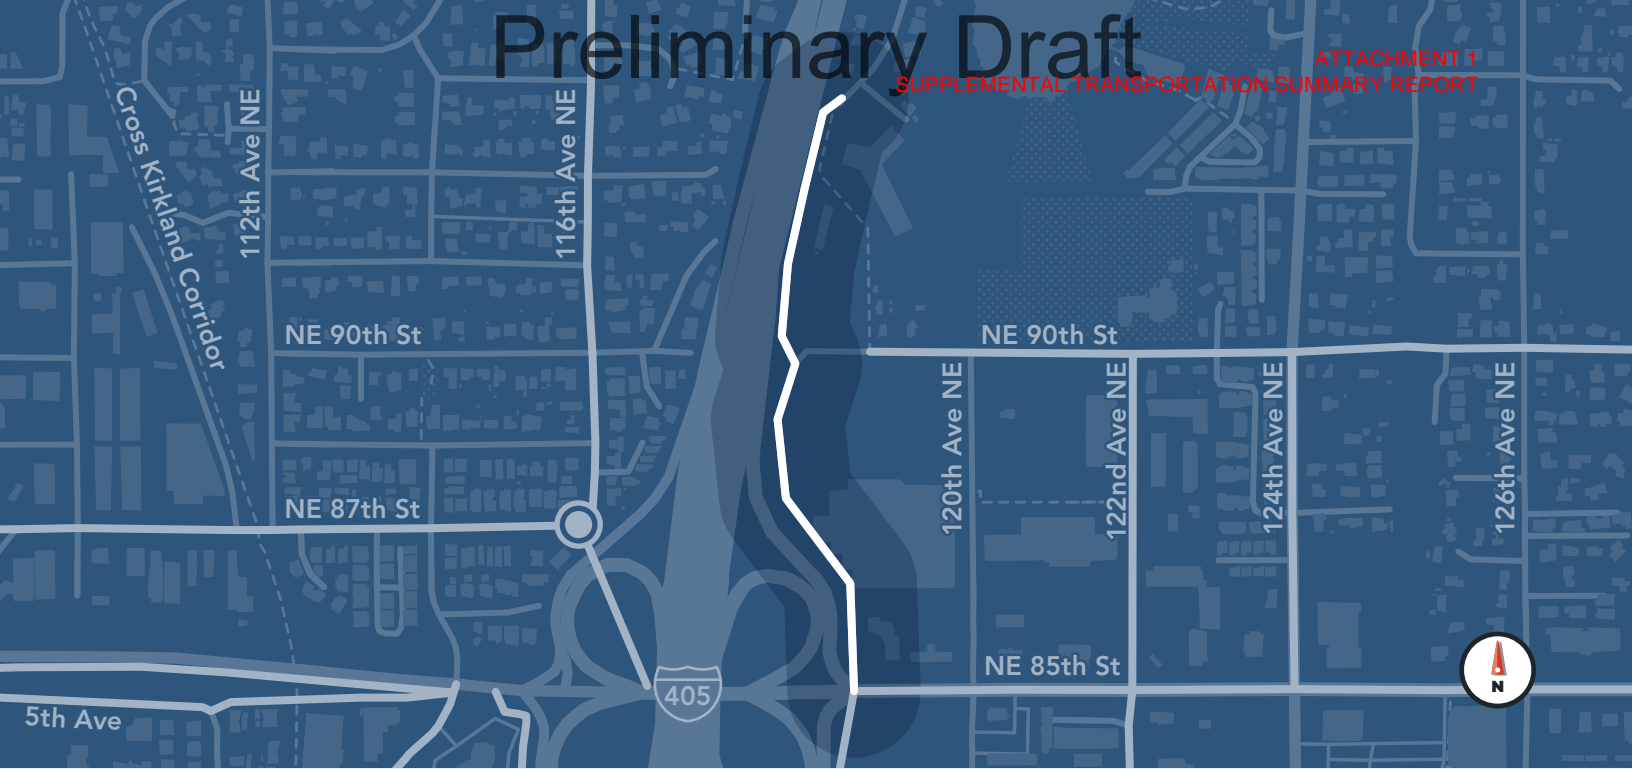 Preliminary Draft
ATTACHMENT 1
SUPPLEMENTAL TRANSPORTATION SUMMARY REPORT
Cross Kirkland Corridor
112th Ave NE
116th Ave NE
NE 90th St
NE 90th St
120th Ave NE
122nd Ave NE
124th Ave NE
126th Ave NE
NE 87th St
NE 85th St
405
5th Ave
N